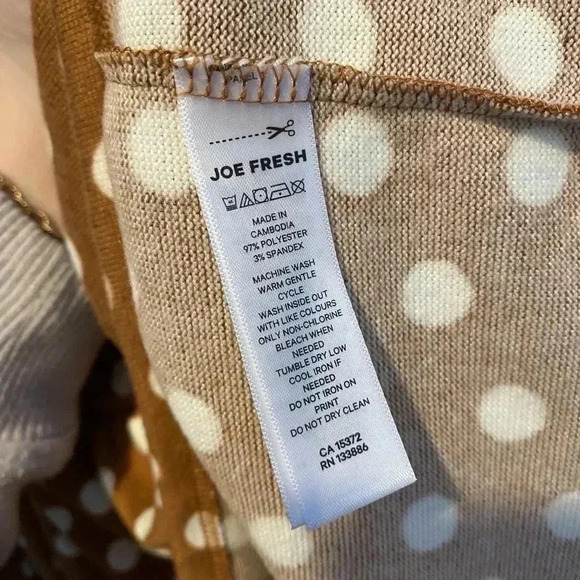 JOE FRESH
MADE IN
CAMBODIA
97% POLYESTER
3% SPANDEX
MACHINE WASH
WARM GENTLE
CYCLE
WASH INSIDE OUT
WITH LIKE COLOURS
ONLY NON-CHLORINE
BLEACH WHEN
NEEDED
TUMBLE DRY LOW
COOL IRON IF
NEEDED
DO NOT IRON ON
PRINT
DO NOT DRY CLEAN
CA 15372
RN 133886